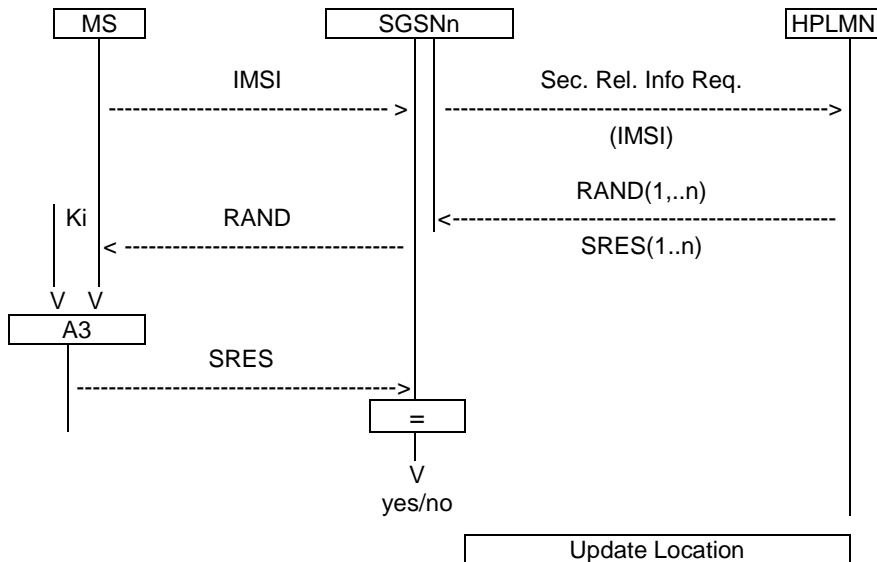 MS SGSNn HPLMN
IMSI Sec. Rel. Info Req.
--------------------------------- > ------------------------------------------------ >
(IMSI)
RAND(1,..n)
Ki RAND <------------------------------------------------
< --------------------------------- SRES(1..n)
V V
A3
SRES
---------------------------------------->
=
V
yes/no
Update Location